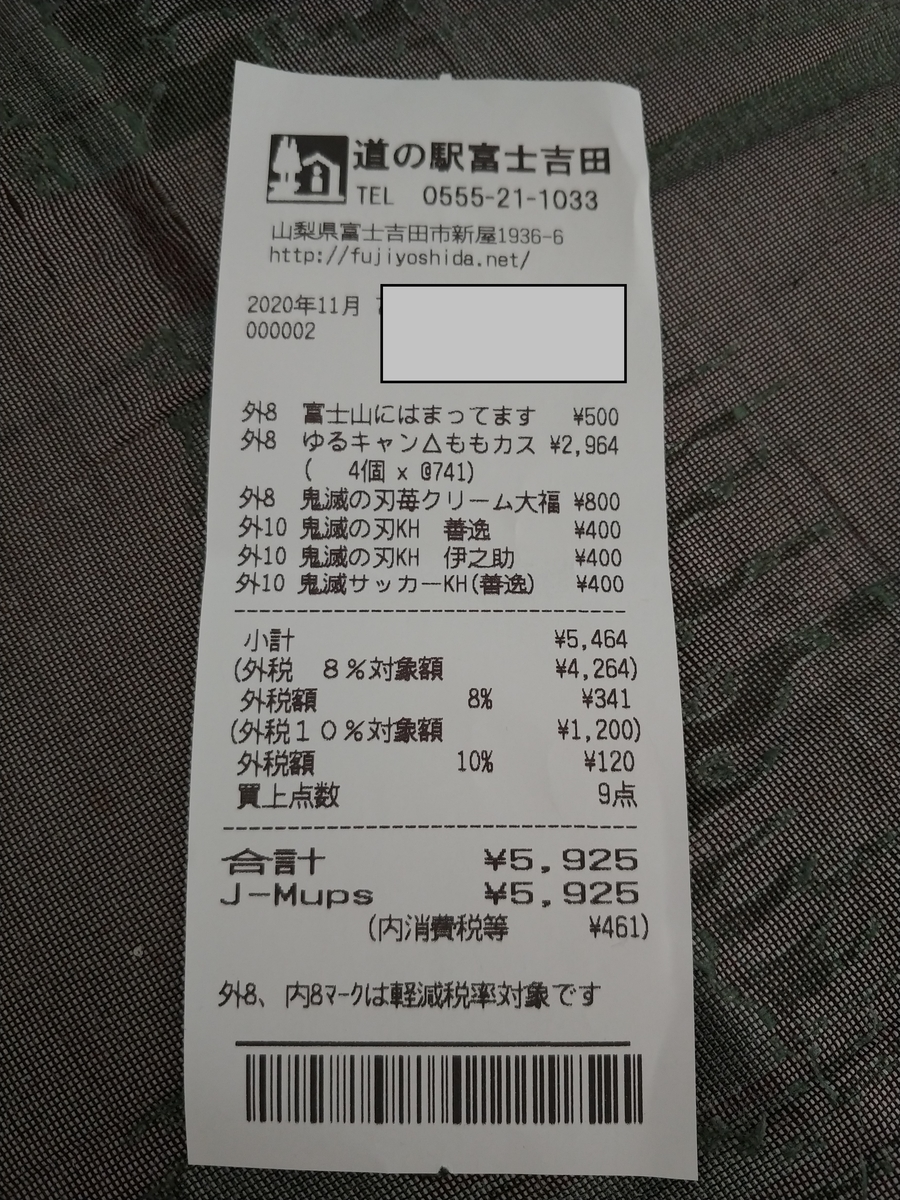 道の駅富士吉田
TEL 0555-21-1033
山梨県富士吉田市新屋1936-6
http://fujiyoshida.net/
2020年11月
000002
外8 富士山にはまってます ¥500
外8 ゆるキャン△ももカス ¥2,964
( 4個 x @741)
外8 鬼滅の刃苺クリーム大福 ¥800
外10 鬼滅の刃KH 善逸 ¥400
外10 鬼滅の刃KH 伊之助 ¥400
外10 鬼滅サッカーKH(善逸) ¥400
小計 ¥5,464
(外税 8%対象額 ¥4,264)
外税額 8% ¥341
(外税10%対象額 ¥1,200)
外税額 10% ¥120
買上点数 9点
合計 ¥5,925
J-Mups ¥5,925
(内消費税等 ¥461)
外8、内8マークは軽減税率対象です